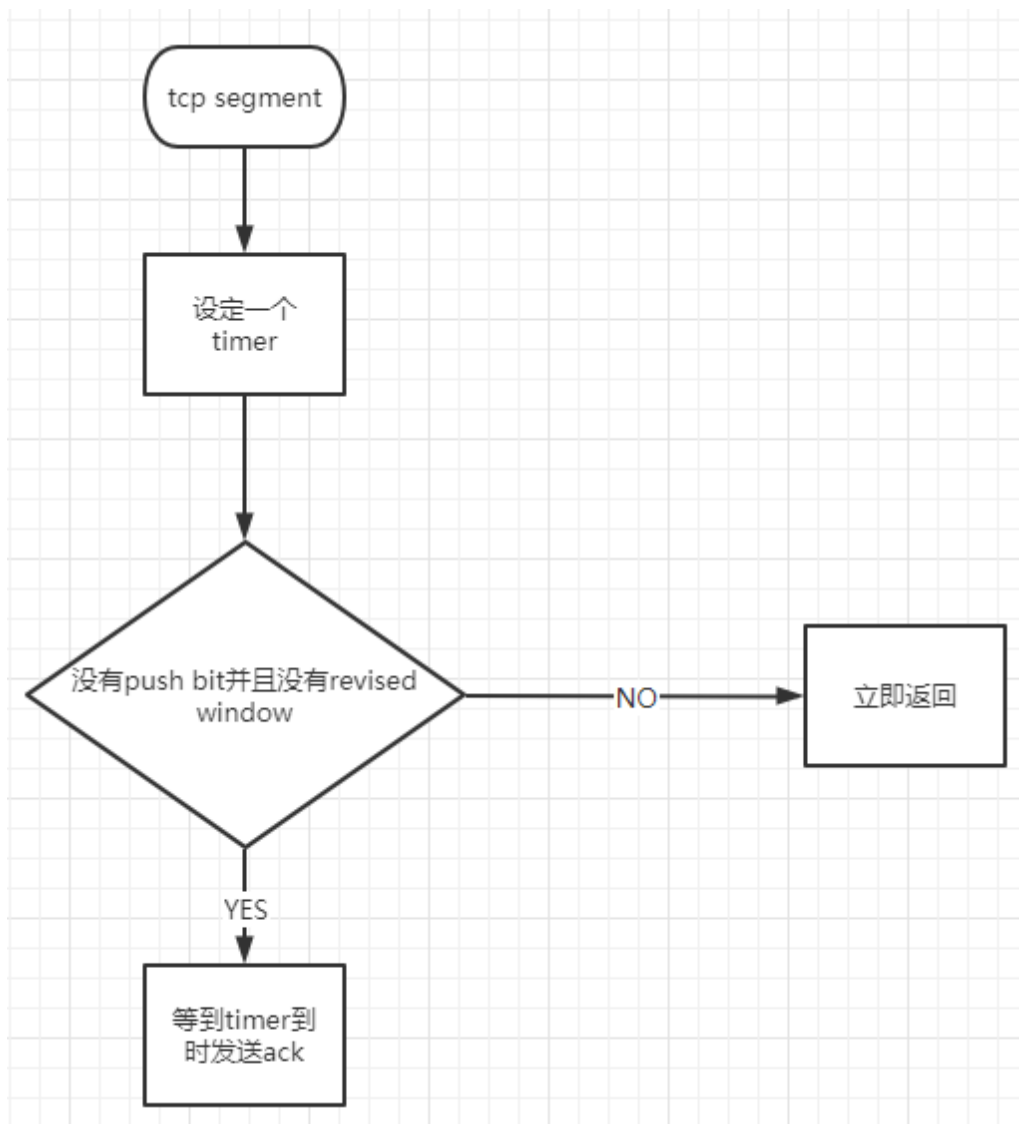 tcp segment
设定一个
timer
没有push bit并且没有revised
window
NO
立即返回
YES
等到timer到
时发送ack